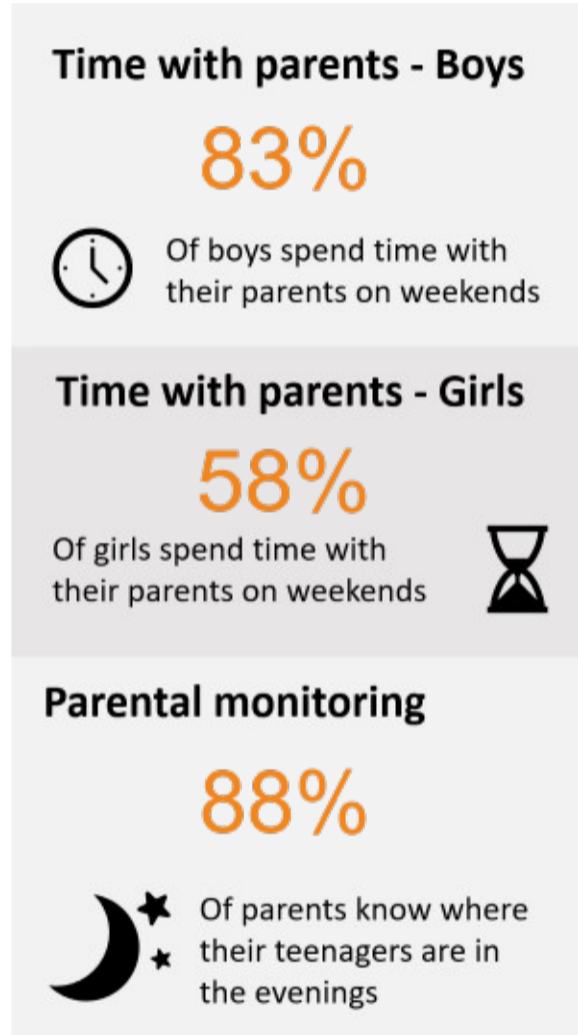 Time with parents - Boys
83%
Of boys spend time with
their parents on weekends
Time with parents - Girls
58%
Of girls spend time with
their parents on weekends
Parental monitoring
88%
Of parents know where
their teenagers are in
the evenings